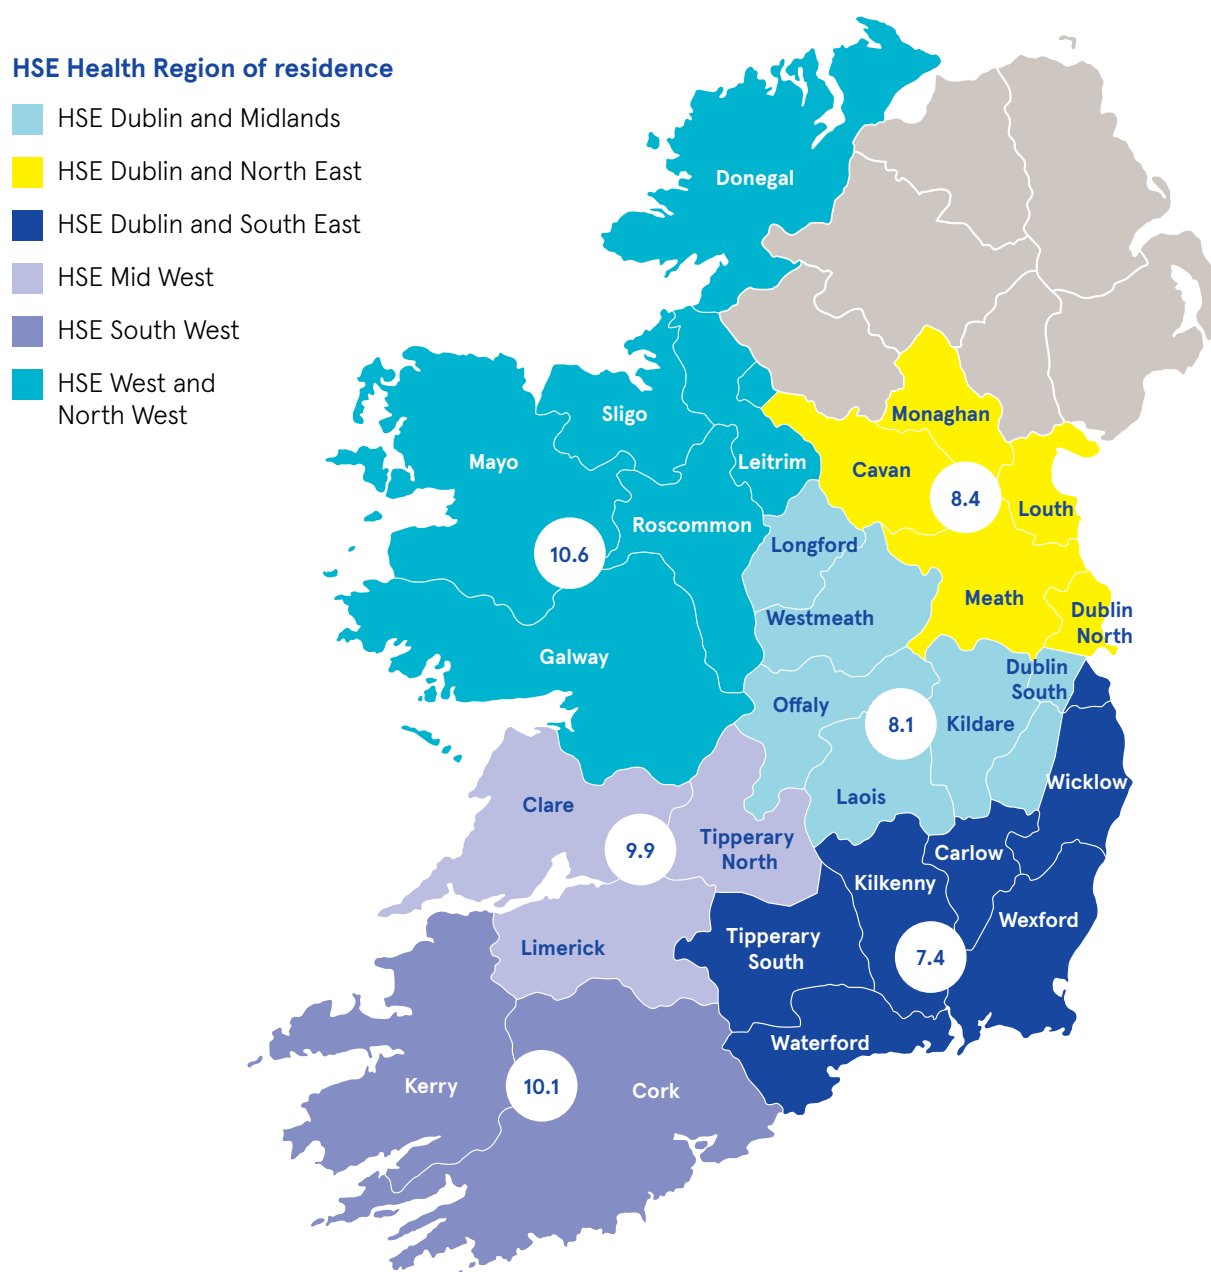 HSE Health Region of residence
HSE Dublin and Midlands
HSE Dublin and North East
HSE Dublin and South East
HSE Mid West
HSE South West
HSE West and
North West
Donegal
Sligo
Monaghan
Mayo
Leitrim
Cavan
8.4
Louth
Roscommon
10.6
Longford
Westmeath
Meath
Dublin
North
Galway
Dublin
South
Offaly
8.1
Kildare
Clare
Laois
Wicklow
9.9
Tipperary
North
Carlow
Kilkenny
Wexford
Limerick
Tipperary
South
7.4
Waterford
Kerry
10.1
Cork